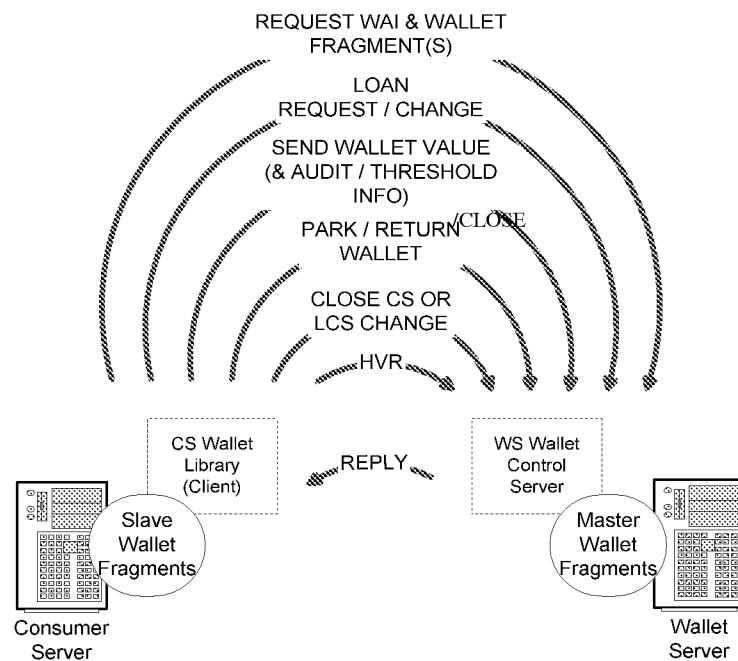 REQUEST WAI & WALLET
FRAGMENT(S)
LOAN
REQUEST / CHANGE
SEND WALLET VALUE
(& AUDIT / THRESHOLD
INFO)
PARK / RETURN /CLOSE
WALLET
CLOSE CS OR
LCS CHANGE
HVR
CS Wallet
Library
(Client)
REPLY
WS Wallet
Control
Server
Slave
Wallet
Fragments
Master
Wallet
Fragments
Consumer
Server
Wallet
Server